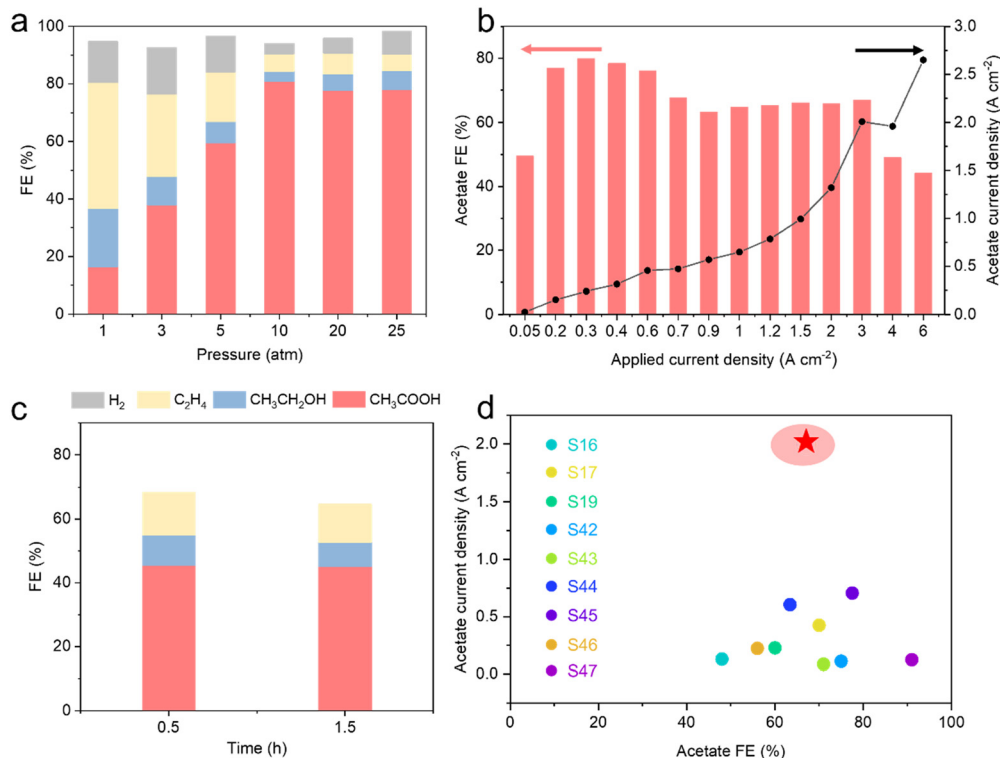 a
100
80
60
40
20
0
FE (%)
1 3 5 10 20 25
Pressure (atm)
b
80
60
40
20
0
Acetate FE (%)
3.0
2.5
2.0
1.5
1.0
0.5
0.0
Acetate current density (A cm⁻²)
0.05 0.2 0.3 0.4 0.6 0.7 0.9 1 1.2 1.5 2 3 4 6
Applied current density (A cm⁻²)
c
H₂ C₂H₄ CH₃CH₂OH CH₃COOH
80
60
40
20
0
FE (%)
0.5 1.5
Time (h)
d
2.0
1.5
1.0
0.5
0.0
Acetate current density (A cm⁻²)
S16
S17
S19
S42
S43
S44
S45
S46
S47
0 20 40 60 80 100
Acetate FE (%)